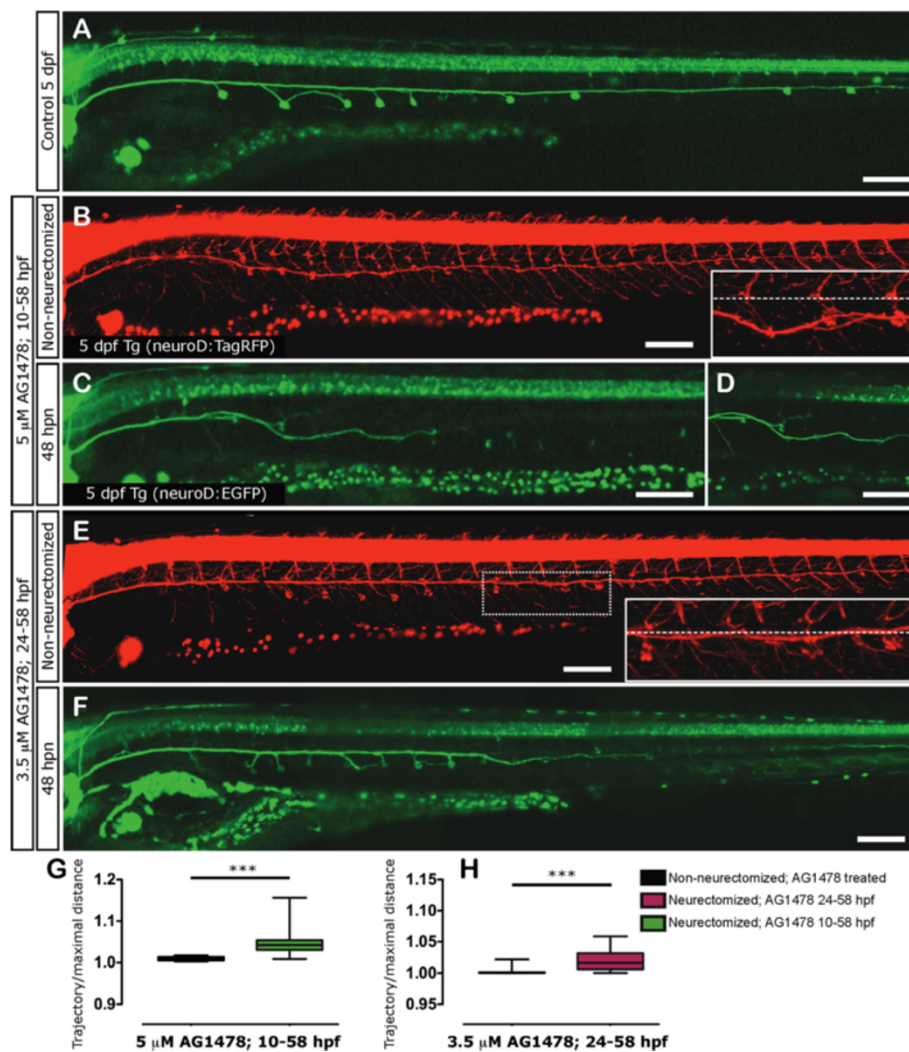 A
Control 5 dpf
5 μM AG1478; 10-58 hpf
Non-neurectomized
B
5 dpf Tg (neuroD:TagRFP)
48 hpn
C
D
5 dpf Tg (neuroD:EGFP)
3.5 μM AG1478; 24-58 hpf
Non-neurectomized
E
48 hpn
F
G
Trajectory/maximal distance
1.2
1.1
1.0
0.9
***
5 μM AG1478; 10-58 hpf
H
Trajectory/maximal distance
1.15
1.10
1.05
1.00
0.95
***
3.5 μM AG1478; 24-58 hpf
Non-neurectomized; AG1478 treated
Neurectomized; AG1478 24-58 hpf
Neurectomized; AG1478 10-58 hpf